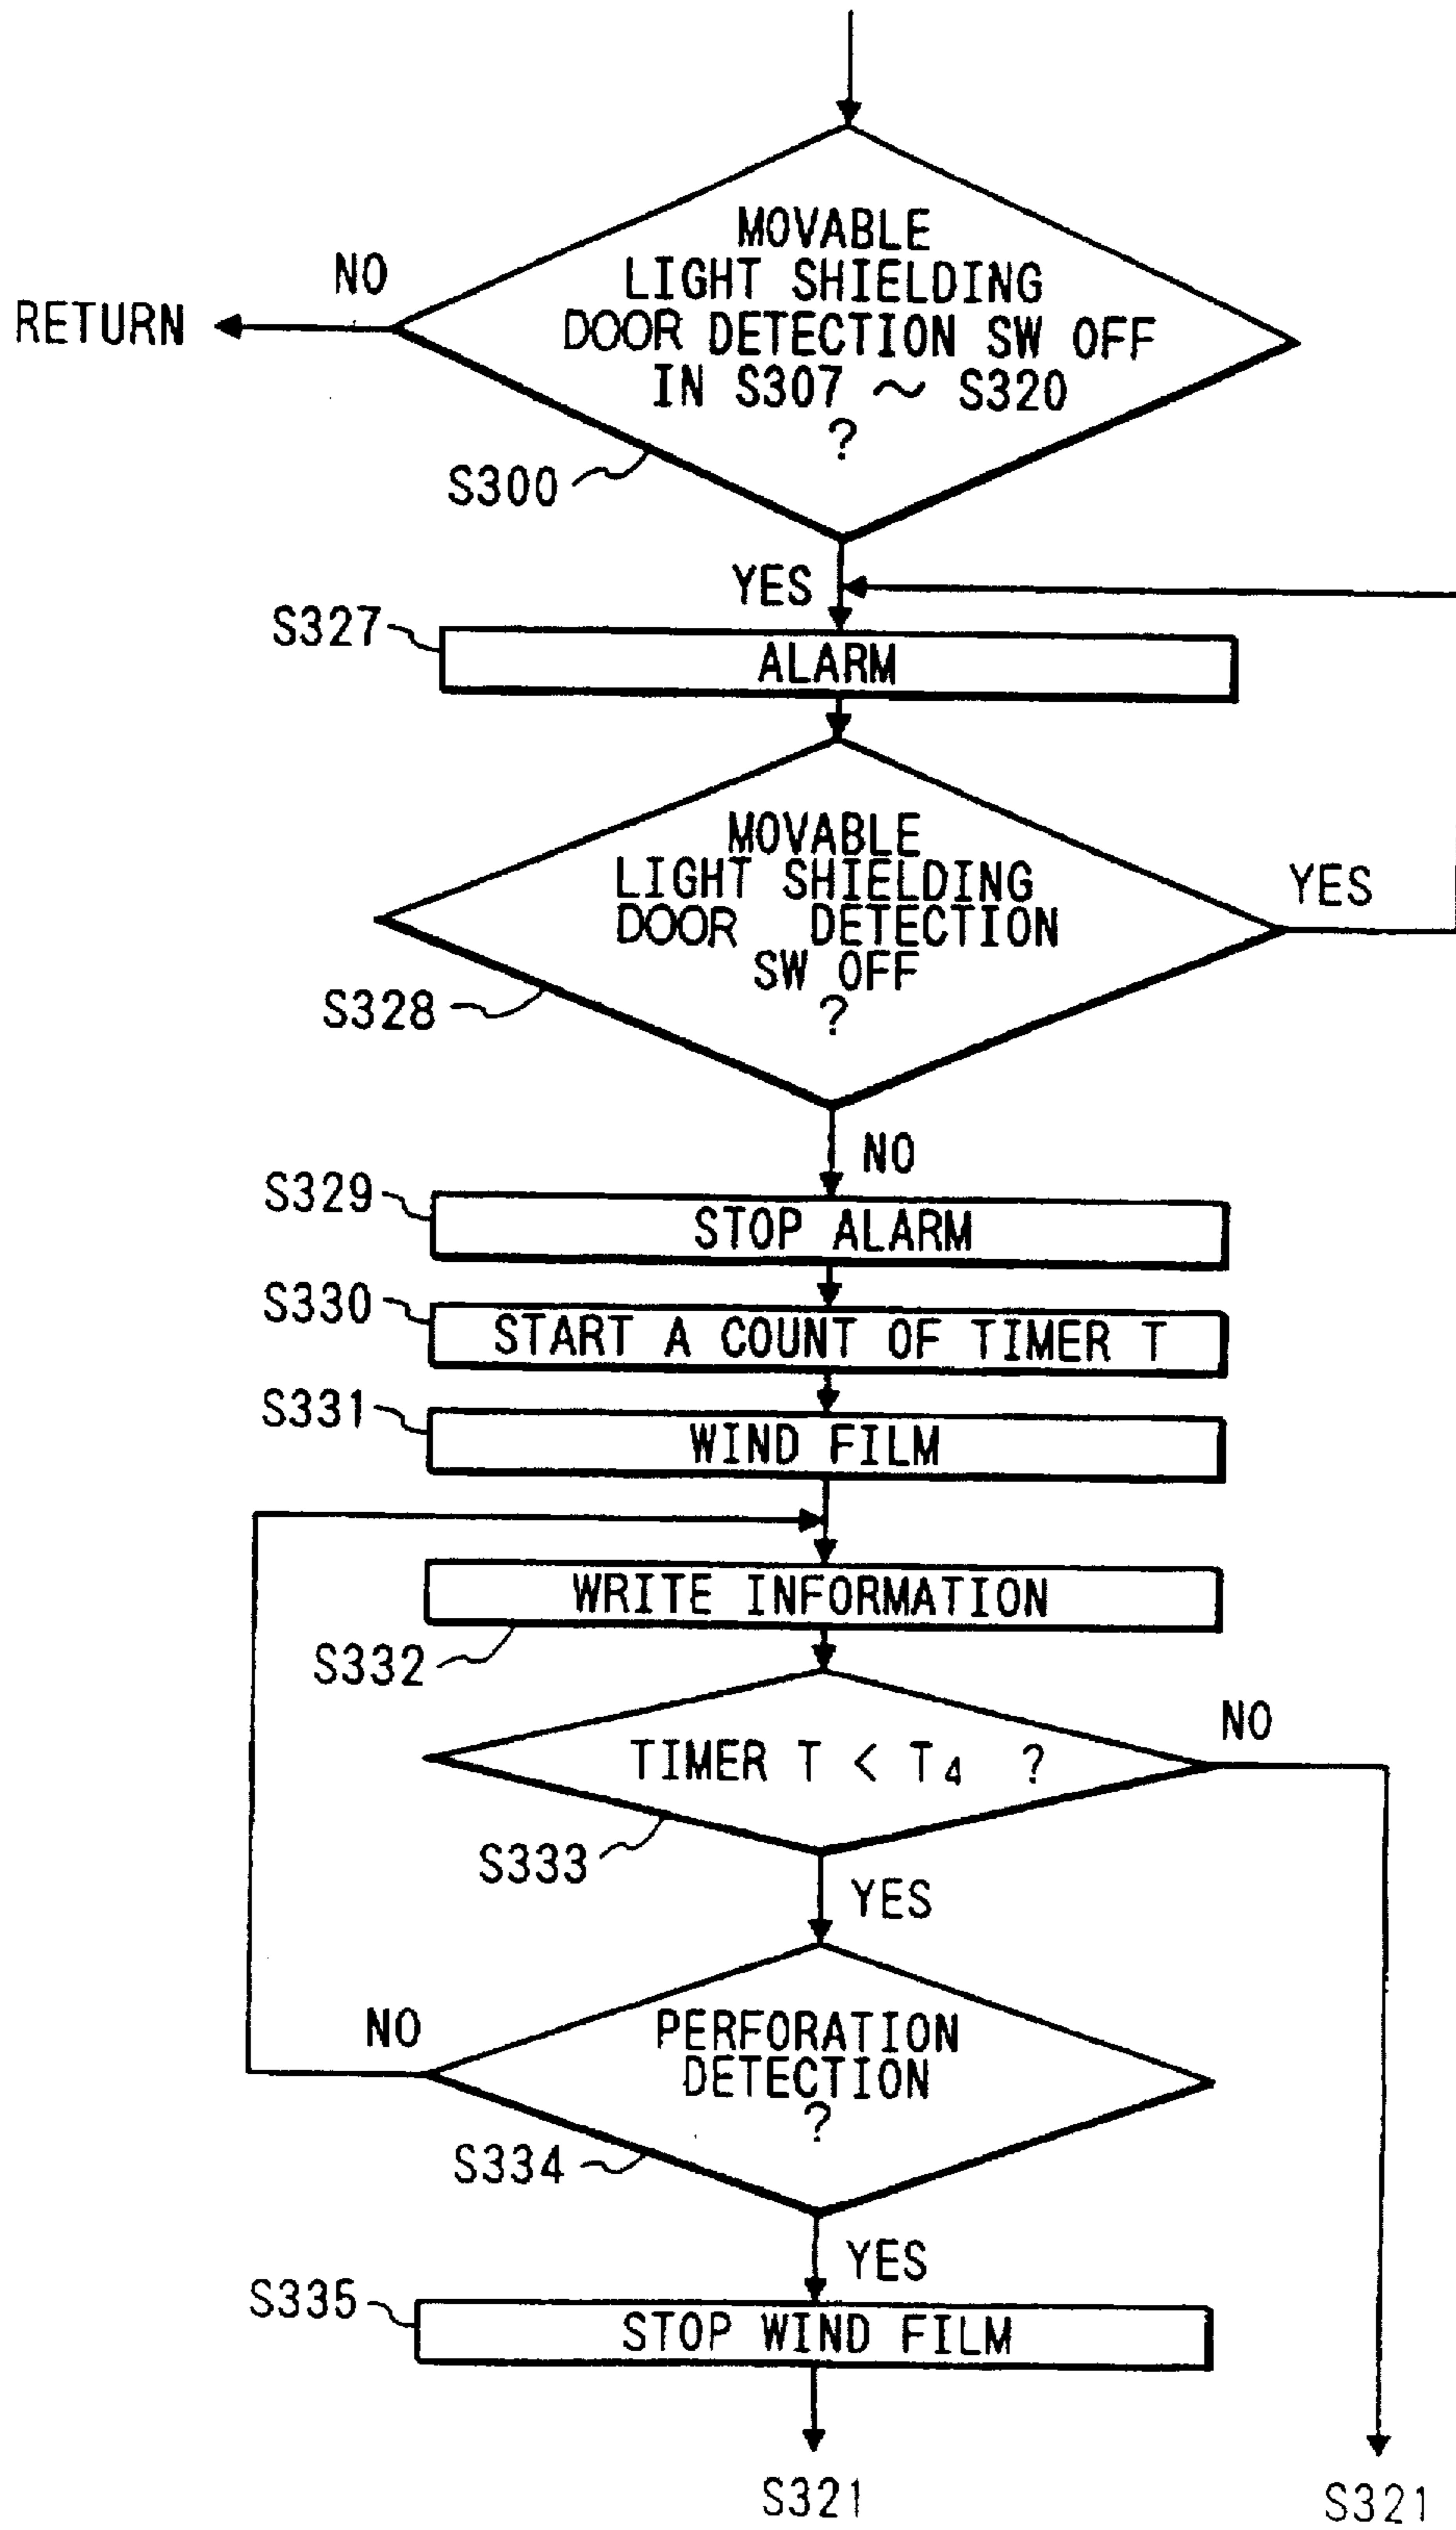 MOVABLE
LIGHT SHIELDING
DOOR DETECTION SW OFF
IN S307 ~ S320
?
NO
RETURN
S300
YES
S327
ALARM
MOVABLE
LIGHT SHIELDING
DOOR DETECTION
SW OFF
?
YES
S328
NO
S329
STOP ALARM
S330
START A COUNT OF TIMER T
S331
WIND FILM
WRITE INFORMATION
S332
TIMER T < T4 ?
NO
S333
YES
PERFORATION
DETECTION
?
NO
S334
YES
S335
STOP WIND FILM
S321
S321